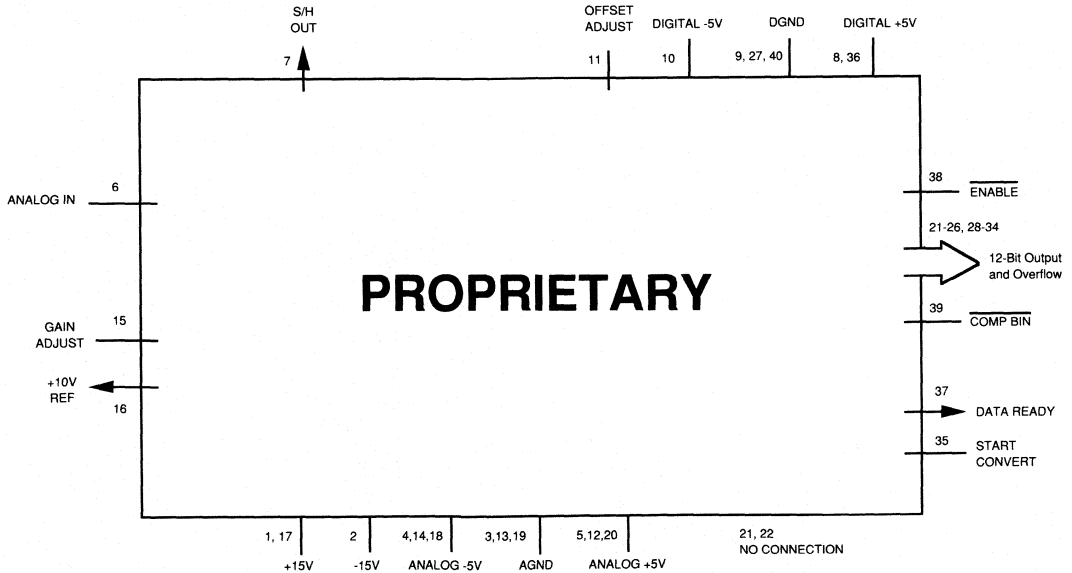 S/H
OUT
7
OFFSET
ADJUST
11
DIGITAL -5V
10
DGND
9, 27, 40
DIGITAL +5V
8, 36
6
ANALOG IN
38
ENABLE
21-26, 28-34
12-Bit Output
and Overflow
PROPRIETARY
39
COMP BIN
15
GAIN
ADJUST
+10V
REF
16
37
DATA READY
35
START
CONVERT
1, 17
+15V
2
-15V
4,14,18
ANALOG -5V
3,13,19
AGND
5,12,20
ANALOG +5V
21, 22
NO CONNECTION